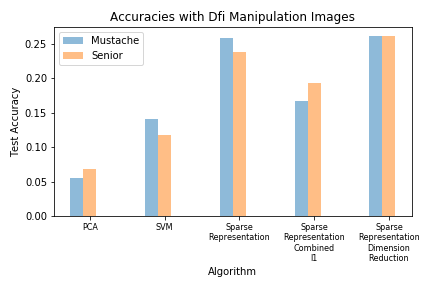 Accuracies with Dfi Manipulation Images
Mustache
Senior
Test Accuracy
0.25
0.20
0.15
0.10
0.05
0.00
PCA
SVM
Sparse
Representation
Sparse
Representation
Combined
l1
Sparse
Representation
Dimension
Reduction
Algorithm